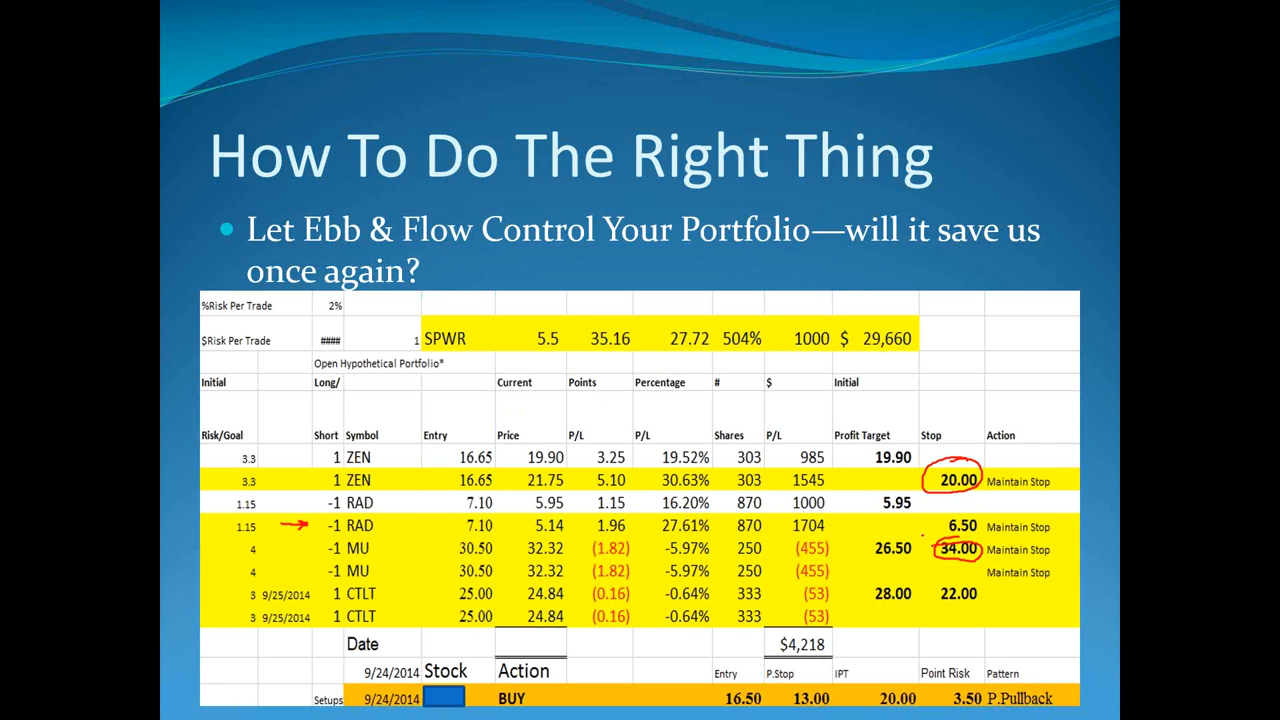 How To Do The Right Thing
Let Ebb & Flow Control Your Portfolio—will it save us
once again?
%Risk Per Trade 2%
$Risk Per Trade #### 1 SPWR 5.5 35.16 27.72 504% 1000 $ 29,660
Open Hypothetical Portfolio*
Initial Long/ Current Points Percentage # $ Initial
Risk/Goal Short Symbol Entry Price P/L P/L Shares P/L Profit Target Stop Action
3.3 1 ZEN 16.65 19.90 3.25 19.52% 303 985 19.90
3.3 1 ZEN 16.65 21.75 5.10 30.63% 303 1545 20.00 Maintain Stop
1.15 -1 RAD 7.10 5.95 1.15 16.20% 870 1000 5.95
1.15 -1 RAD 7.10 5.14 1.96 27.61% 870 1704 6.50 Maintain Stop
4 -1 MU 30.50 32.32 (1.82) -5.97% 250 (455) 26.50 34.00 Maintain Stop
4 -1 MU 30.50 32.32 (1.82) -5.97% 250 (455) Maintain Stop
3 9/25/2014 1 CTLT 25.00 24.84 (0.16) -0.64% 333 (53) 28.00 22.00
3 9/25/2014 1 CTLT 25.00 24.84 (0.16) -0.64% 333 (53)
Date $4,218
9/24/2014 Stock Action Entry P.Stop IPT Point Risk Pattern
Setups 9/24/2014 BUY 16.50 13.00 20.00 3.50 P.Pullback